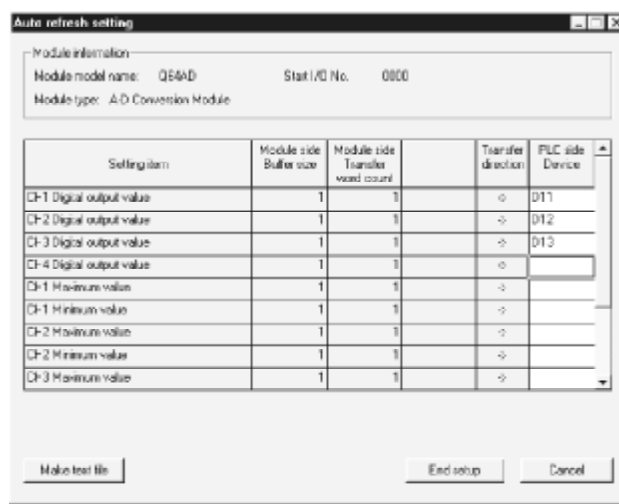 Auto refresh setting
Module information
Module model name: Q64AD Start I/O No. 0000
Module type: A-D Conversion Module
Setting item Module side Buffer size Module side Transfer word count Transfer direction PLC side Device
CH1 Digital output value 1 1 -> D11
CH2 Digital output value 1 1 -> D12
CH3 Digital output value 1 1 -> D13
CH4 Digital output value 1 1 ->
CH1 Maximum value 1 1 ->
CH1 Minimum value 1 1 ->
CH2 Maximum value 1 1 ->
CH2 Minimum value 1 1 ->
CH3 Maximum value 1 1 ->
Make text file End setup Cancel